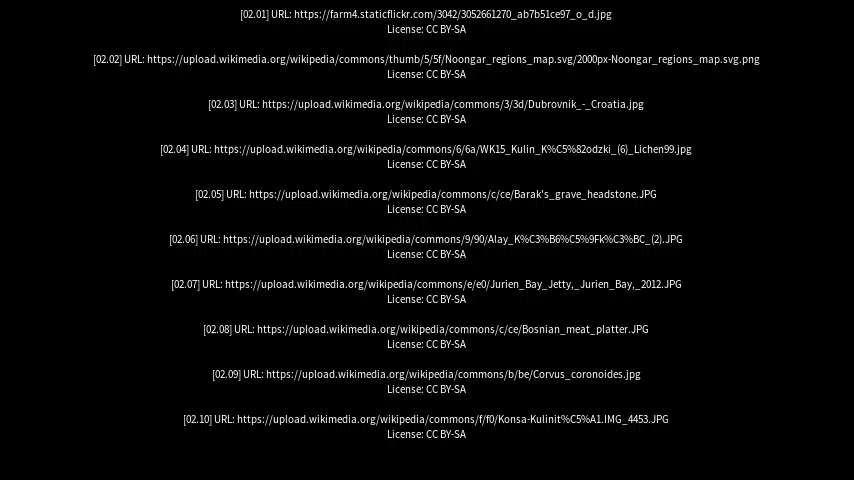 [02.01] URL: https://farm4.staticflickr.com/3042/3052661270_ab7b51ce97_o_d.jpg
License: CC BY-SA
[02.02] URL: https://upload.wikimedia.org/wikipedia/commons/thumb/5/5f/Noongar_regions_map.svg/2000px-Noongar_regions_map.svg.png
License: CC BY-SA
[02.03] URL: https://upload.wikimedia.org/wikipedia/commons/3/3d/Dubrovnik_-_Croatia.jpg
License: CC BY-SA
[02.04] URL: https://upload.wikimedia.org/wikipedia/commons/6/6a/WK15_Kulin_K%C5%82odzki_(6)_Lichen99.jpg
License: CC BY-SA
[02.05] URL: https://upload.wikimedia.org/wikipedia/commons/c/ce/Barak's_grave_headstone.JPG
License: CC BY-SA
[02.06] URL: https://upload.wikimedia.org/wikipedia/commons/9/90/Alay_K%C3%B6%C5%9Fk%C3%BC_(2).JPG
License: CC BY-SA
[02.07] URL: https://upload.wikimedia.org/wikipedia/commons/e/e0/Jurien_Bay_Jetty,_Jurien_Bay,_2012.JPG
License: CC BY-SA
[02.08] URL: https://upload.wikimedia.org/wikipedia/commons/c/ce/Bosnian_meat_platter.JPG
License: CC BY-SA
[02.09] URL: https://upload.wikimedia.org/wikipedia/commons/b/be/Corvus_coronoides.jpg
License: CC BY-SA
[02.10] URL: https://upload.wikimedia.org/wikipedia/commons/f/f0/Konsa-Kulinit%C5%A1.IMG_4453.JPG
License: CC BY-SA